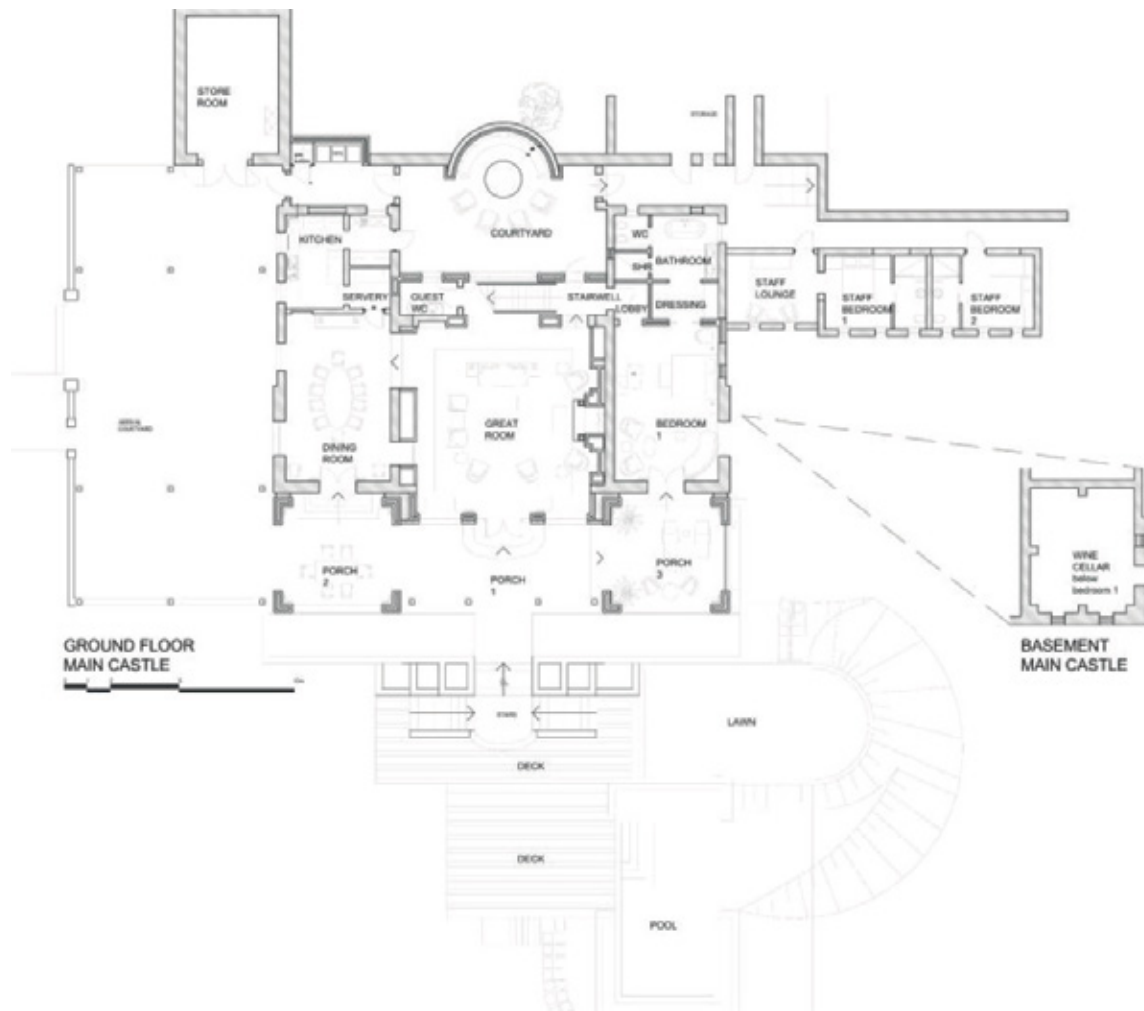 STORE
ROOM
STORAGE
KITCHEN
COURTYARD
WC
BATHROOM
SHR
SERVERY
GUEST
WC
STAIRWELL
LOBBY
DRESSING
STAFF
LOUNGE
STAFF
BEDROOM
1
STAFF
BEDROOM
2
COURTYARD
DINING
ROOM
GREAT
ROOM
BEDROOM
1
PORCH
2
PORCH
1
PORCH
3
WINE
CELLAR
below
bedroom 1
GROUND FLOOR
MAIN CASTLE
BASEMENT
MAIN CASTLE
STAIRS
LAWN
DECK
DECK
POOL